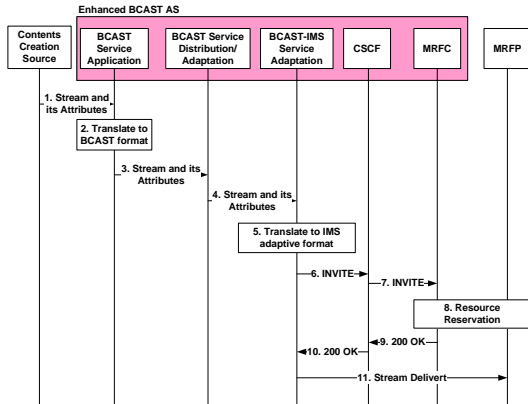 Enhanced BCAST AS
Contents
Creation
Source
BCAST
Service
Application
BCAST Service
Distribution/
Adaptation
BCAST-IMS
Service
Adaptation
CSCF
MRFC
MRFP
1. Stream and
its Attributes
2. Translate to
BCAST format
3. Stream and its
Attributes
4. Stream and its
Attributes
5. Translate to IMS
adaptive format
6. INVITE
7. INVITE
8. Resource
Reservation
9. 200 OK
10. 200 OK
11. Stream Delivert